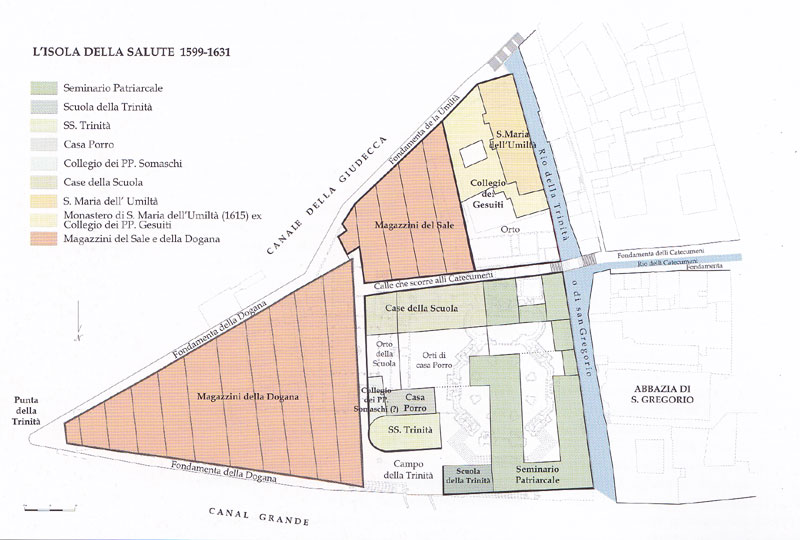 L'ISOLA DELLA SALUTE 1599-1631
Seminario Patriarcale
Scuola della Trinità
SS. Trinità
Casa Porro
Collegio dei PP. Somaschi
Case della Scuola
S. Maria dell' Umiltà
Monastero di S. Maria dell'Umiltà (1615) ex
Collegio dei PP. Gesuiti
Magazzini del Sale e della Dogana
CANALE DELLA GIUDECCA
Fondamenta de la Umiltà
S.Maria
dell'Umiltà
Rio della Trinità
Collegio
dei
Gesuiti
Orto
Magazzini del Sale
Calle che scorre alli Catecumeni
Fondamenta delli Catecumeni
Rio delli Catecumeni
Fondamenta
o di san Gregorio
Fondamenta della Dogana
N
Case della Scuola
Orto
della
Scuola
Orti di
casa Porro
Magazzini della Dogana
Collegio
dei PP.
Somaschi (?)
Casa
Porro
SS. Trinità
ABBAZIA DI
S. GREGORIO
Punta
della
Trinità
Campo
della Trinità
Scuola
della Trinità
Seminario
Patriarcale
Fondamenta della Dogana
CANAL GRANDE